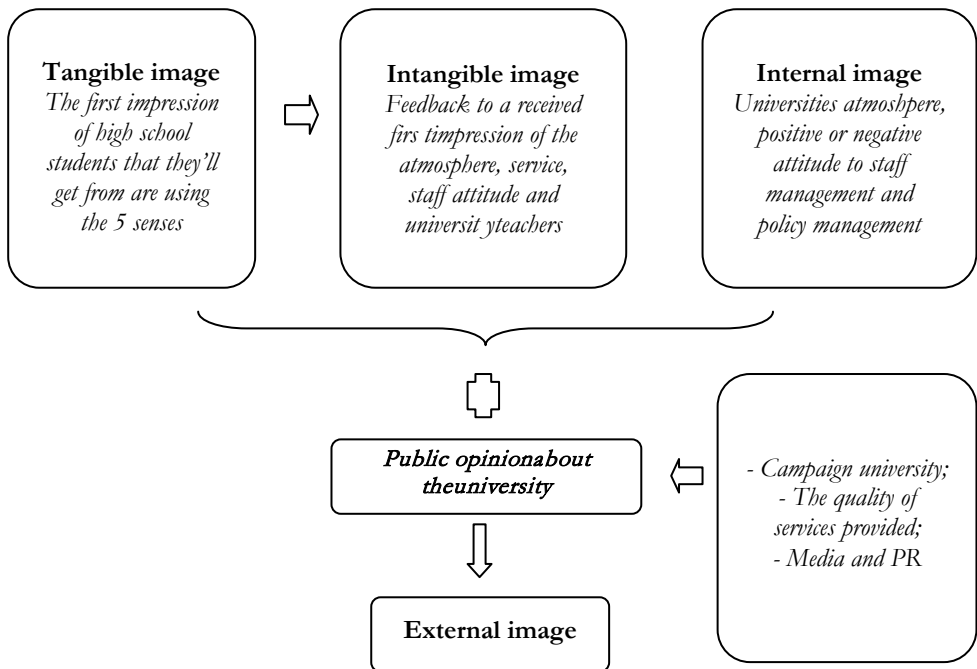 Tangible image
The first impression
of high school
students that they'll
get from are using
the 5 senses
Intangible image
Feedback to a received
firs timpression of the
atmosphere, service,
staff attitude and
universit yteachers
Internal image
Universities atmoshpere,
positive or negative
attitude to staff
management and
policy management
Public opinionabout
theuniversity
- Campaign university;
- The quality of
services provided;
- Media and PR
External image